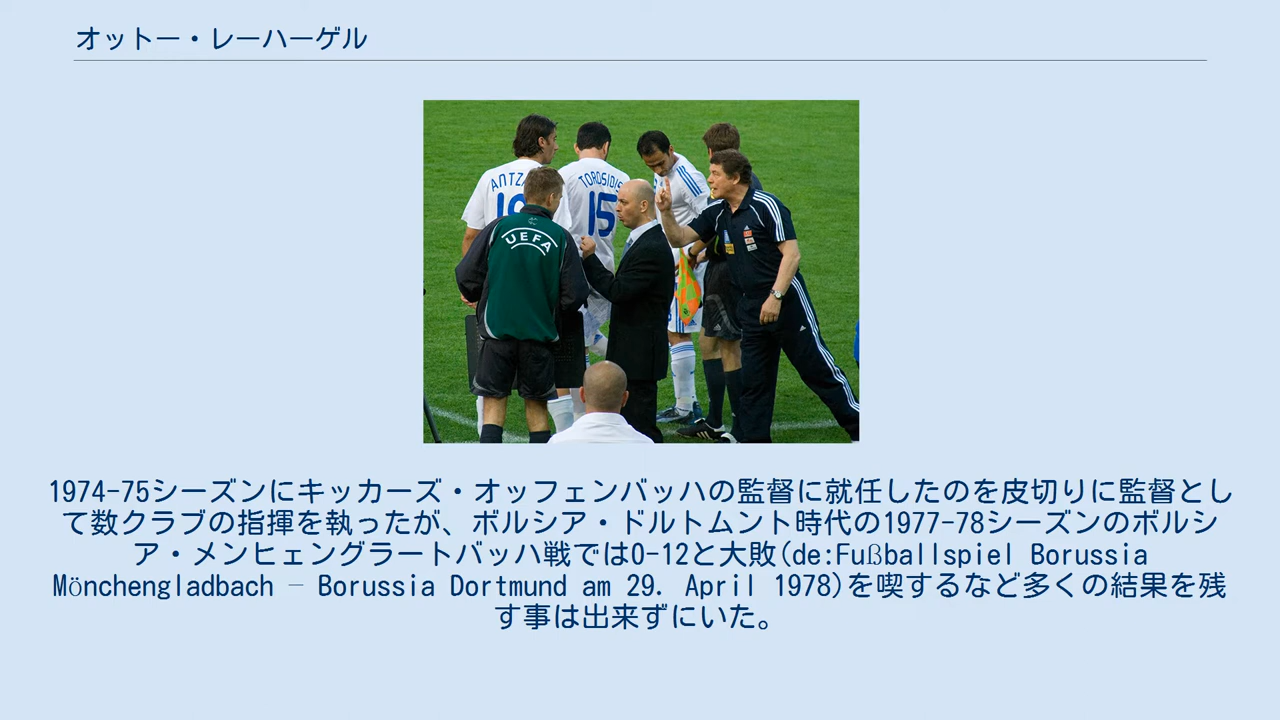 オットー・レーハーゲル
ANTZ
19
TOROSIDIS
15
UEFA
1974-75シーズンにキッカーズ・オッフェンバッハの監督に就任したのを皮切りに監督とし
て数クラブの指揮を執ったが、ボルシア・ドルトムント時代の1977-78シーズンのボルシ
ア・メンヒェングラートバッハ戦では0-12と大敗(de:Fußballspiel Borussia
Mönchengladbach – Borussia Dortmund am 29. April 1978)を喫するなど多くの結果を残
す事は出来ずにいた。